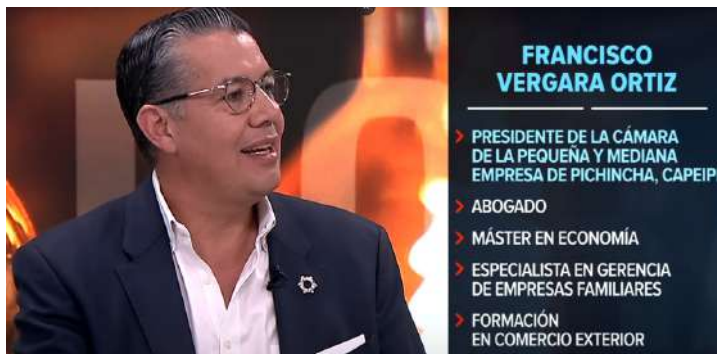 FRANCISCO
VERGARA ORTIZ
PRESIDENTE DE LA CÁMARA
DE LA PEQUEÑA Y MEDIANA
EMPRESA DE PICHINCHA, CAPEIP
ABOGADO
MÁSTER EN ECONOMÍA
ESPECIALISTA EN GERENCIA
DE EMPRESAS FAMILIARES
FORMACIÓN
EN COMERCIO EXTERIOR